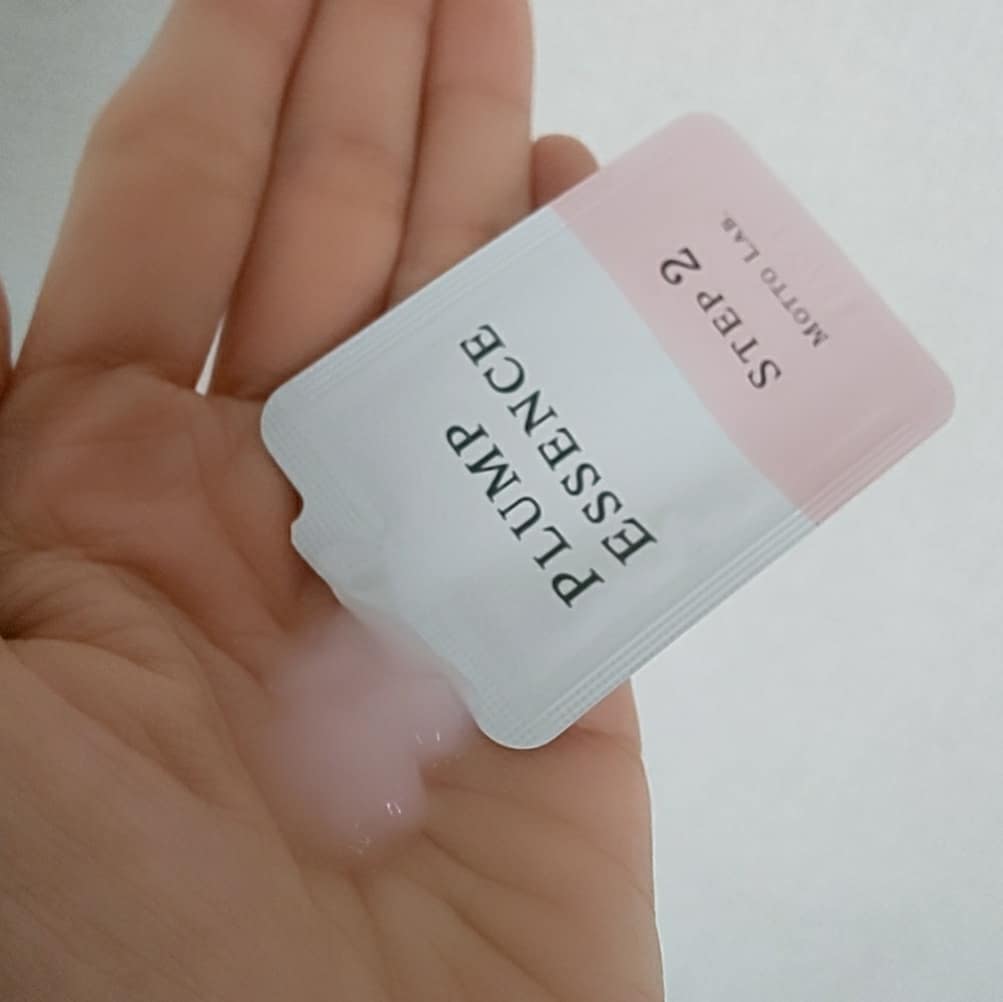 MOTTO LAB.
STEP 2
PLUMP
ESSENCE